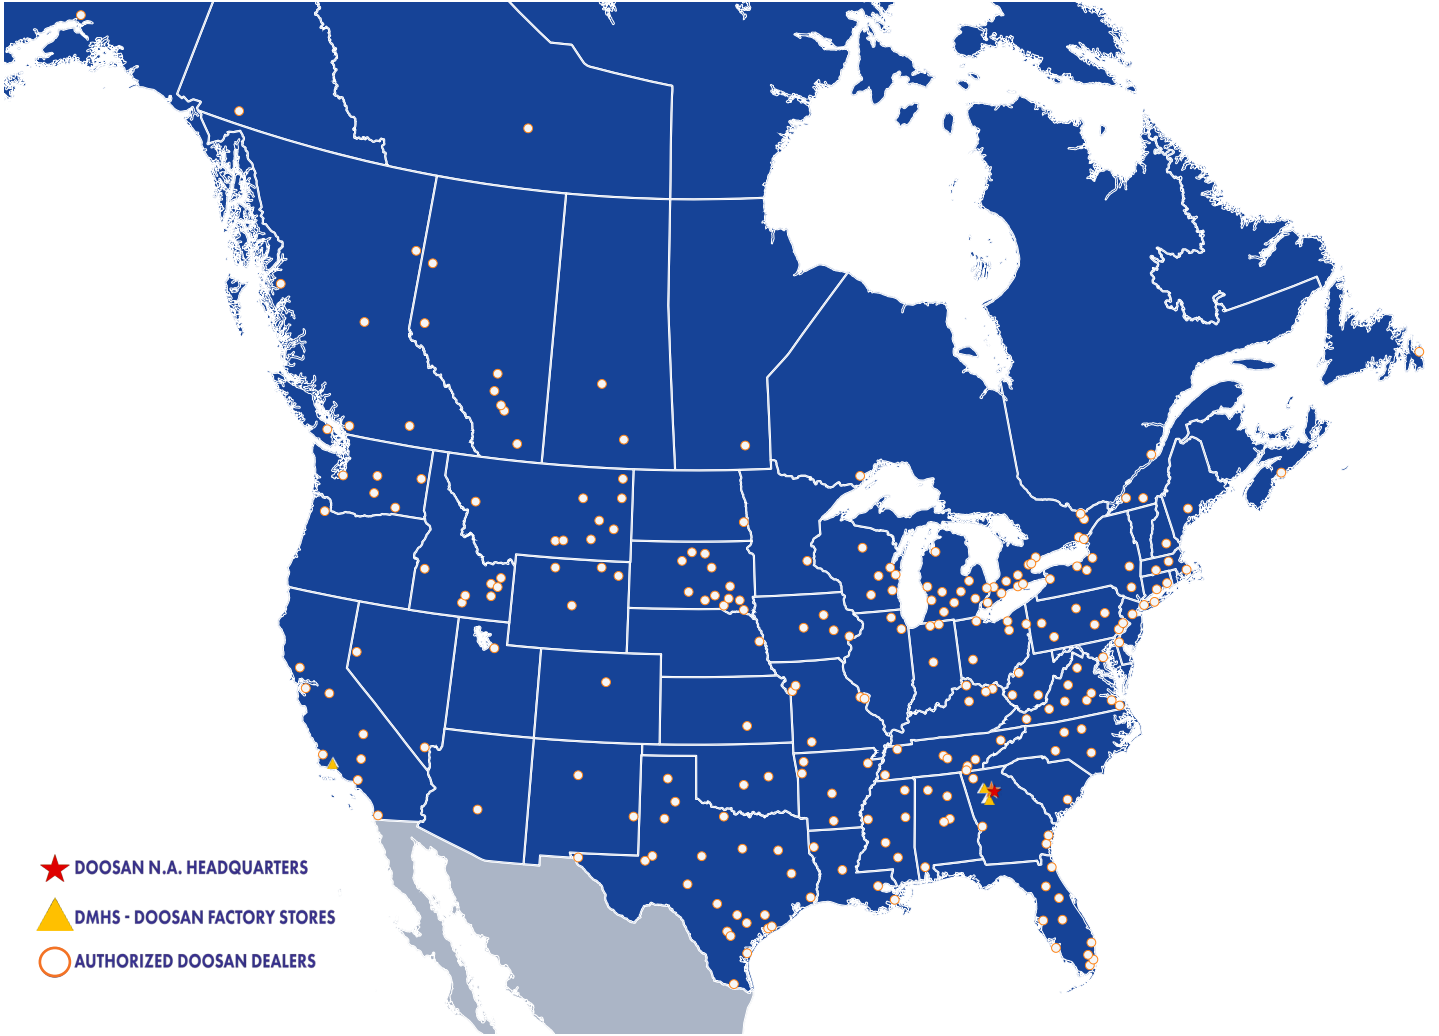 DOOSAN N.A. HEADQUARTERS
DMHS - DOOSAN FACTORY STORES
AUTHORIZED DOOSAN DEALERS